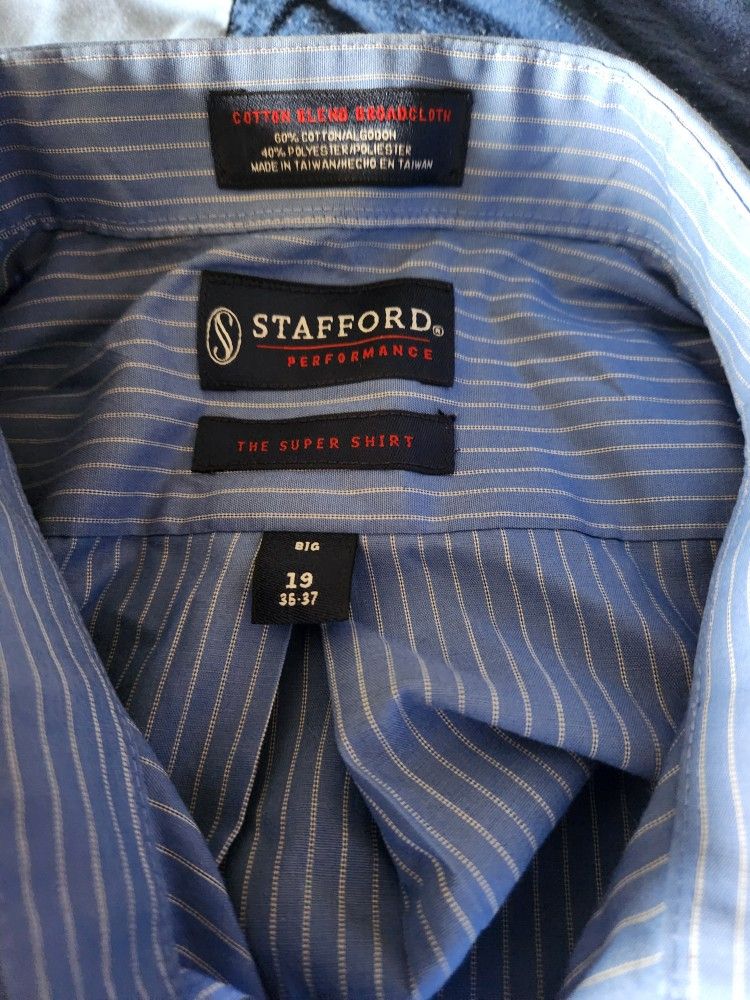 COTTON BLEND BROADCLOTH
60% COTTON/ALGODON
40% POLYESTER/POLIESTER
MADE IN TAIWAN/HECHO EN TAIWAN
S STAFFORD®
PERFORMANCE
THE SUPER SHIRT
BIG
19
36-37